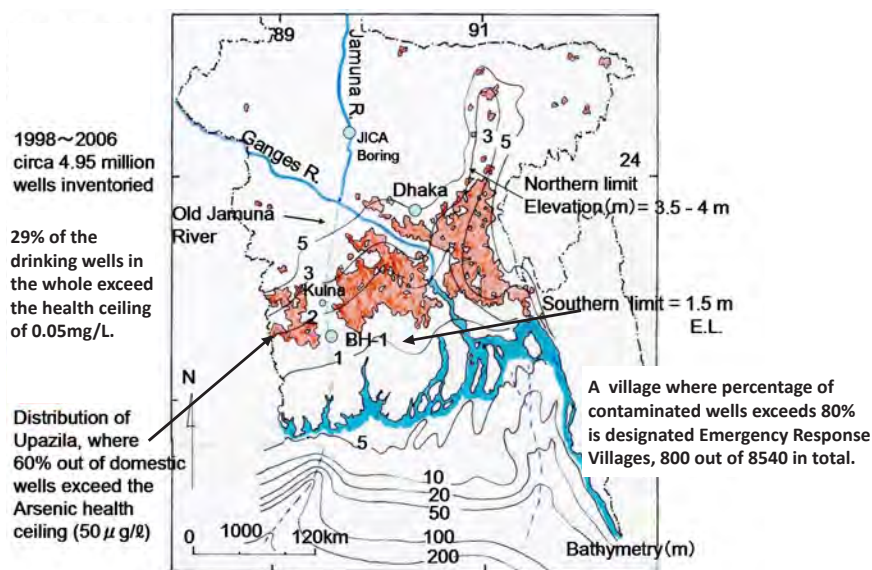 89
91
Jamuna R.
1998～2006
circa 4.95 million
wells inventoried
Ganges R.
JICA
Boring
3
5
24
Dhaka
Northern limit
Elevation(m) = 3.5 - 4 m
Old Jamuna
River
29% of the
drinking wells in
the whole exceed
the health ceiling
of 0.05mg/L.
5
3
Kulna
2
Southern limit = 1.5 m
E.L.
BH-1
1
N
A village where percentage of
contaminated wells exceeds 80%
is designated Emergency Response
Villages, 800 out of 8540 in total.
Distribution of
Upazila, where
60% out of domestic
wells exceed the
Arsenic health
ceiling (50 μ g/ℓ)
5
10
20
50
100
200
0 1000 120km
Bathymetry(m)